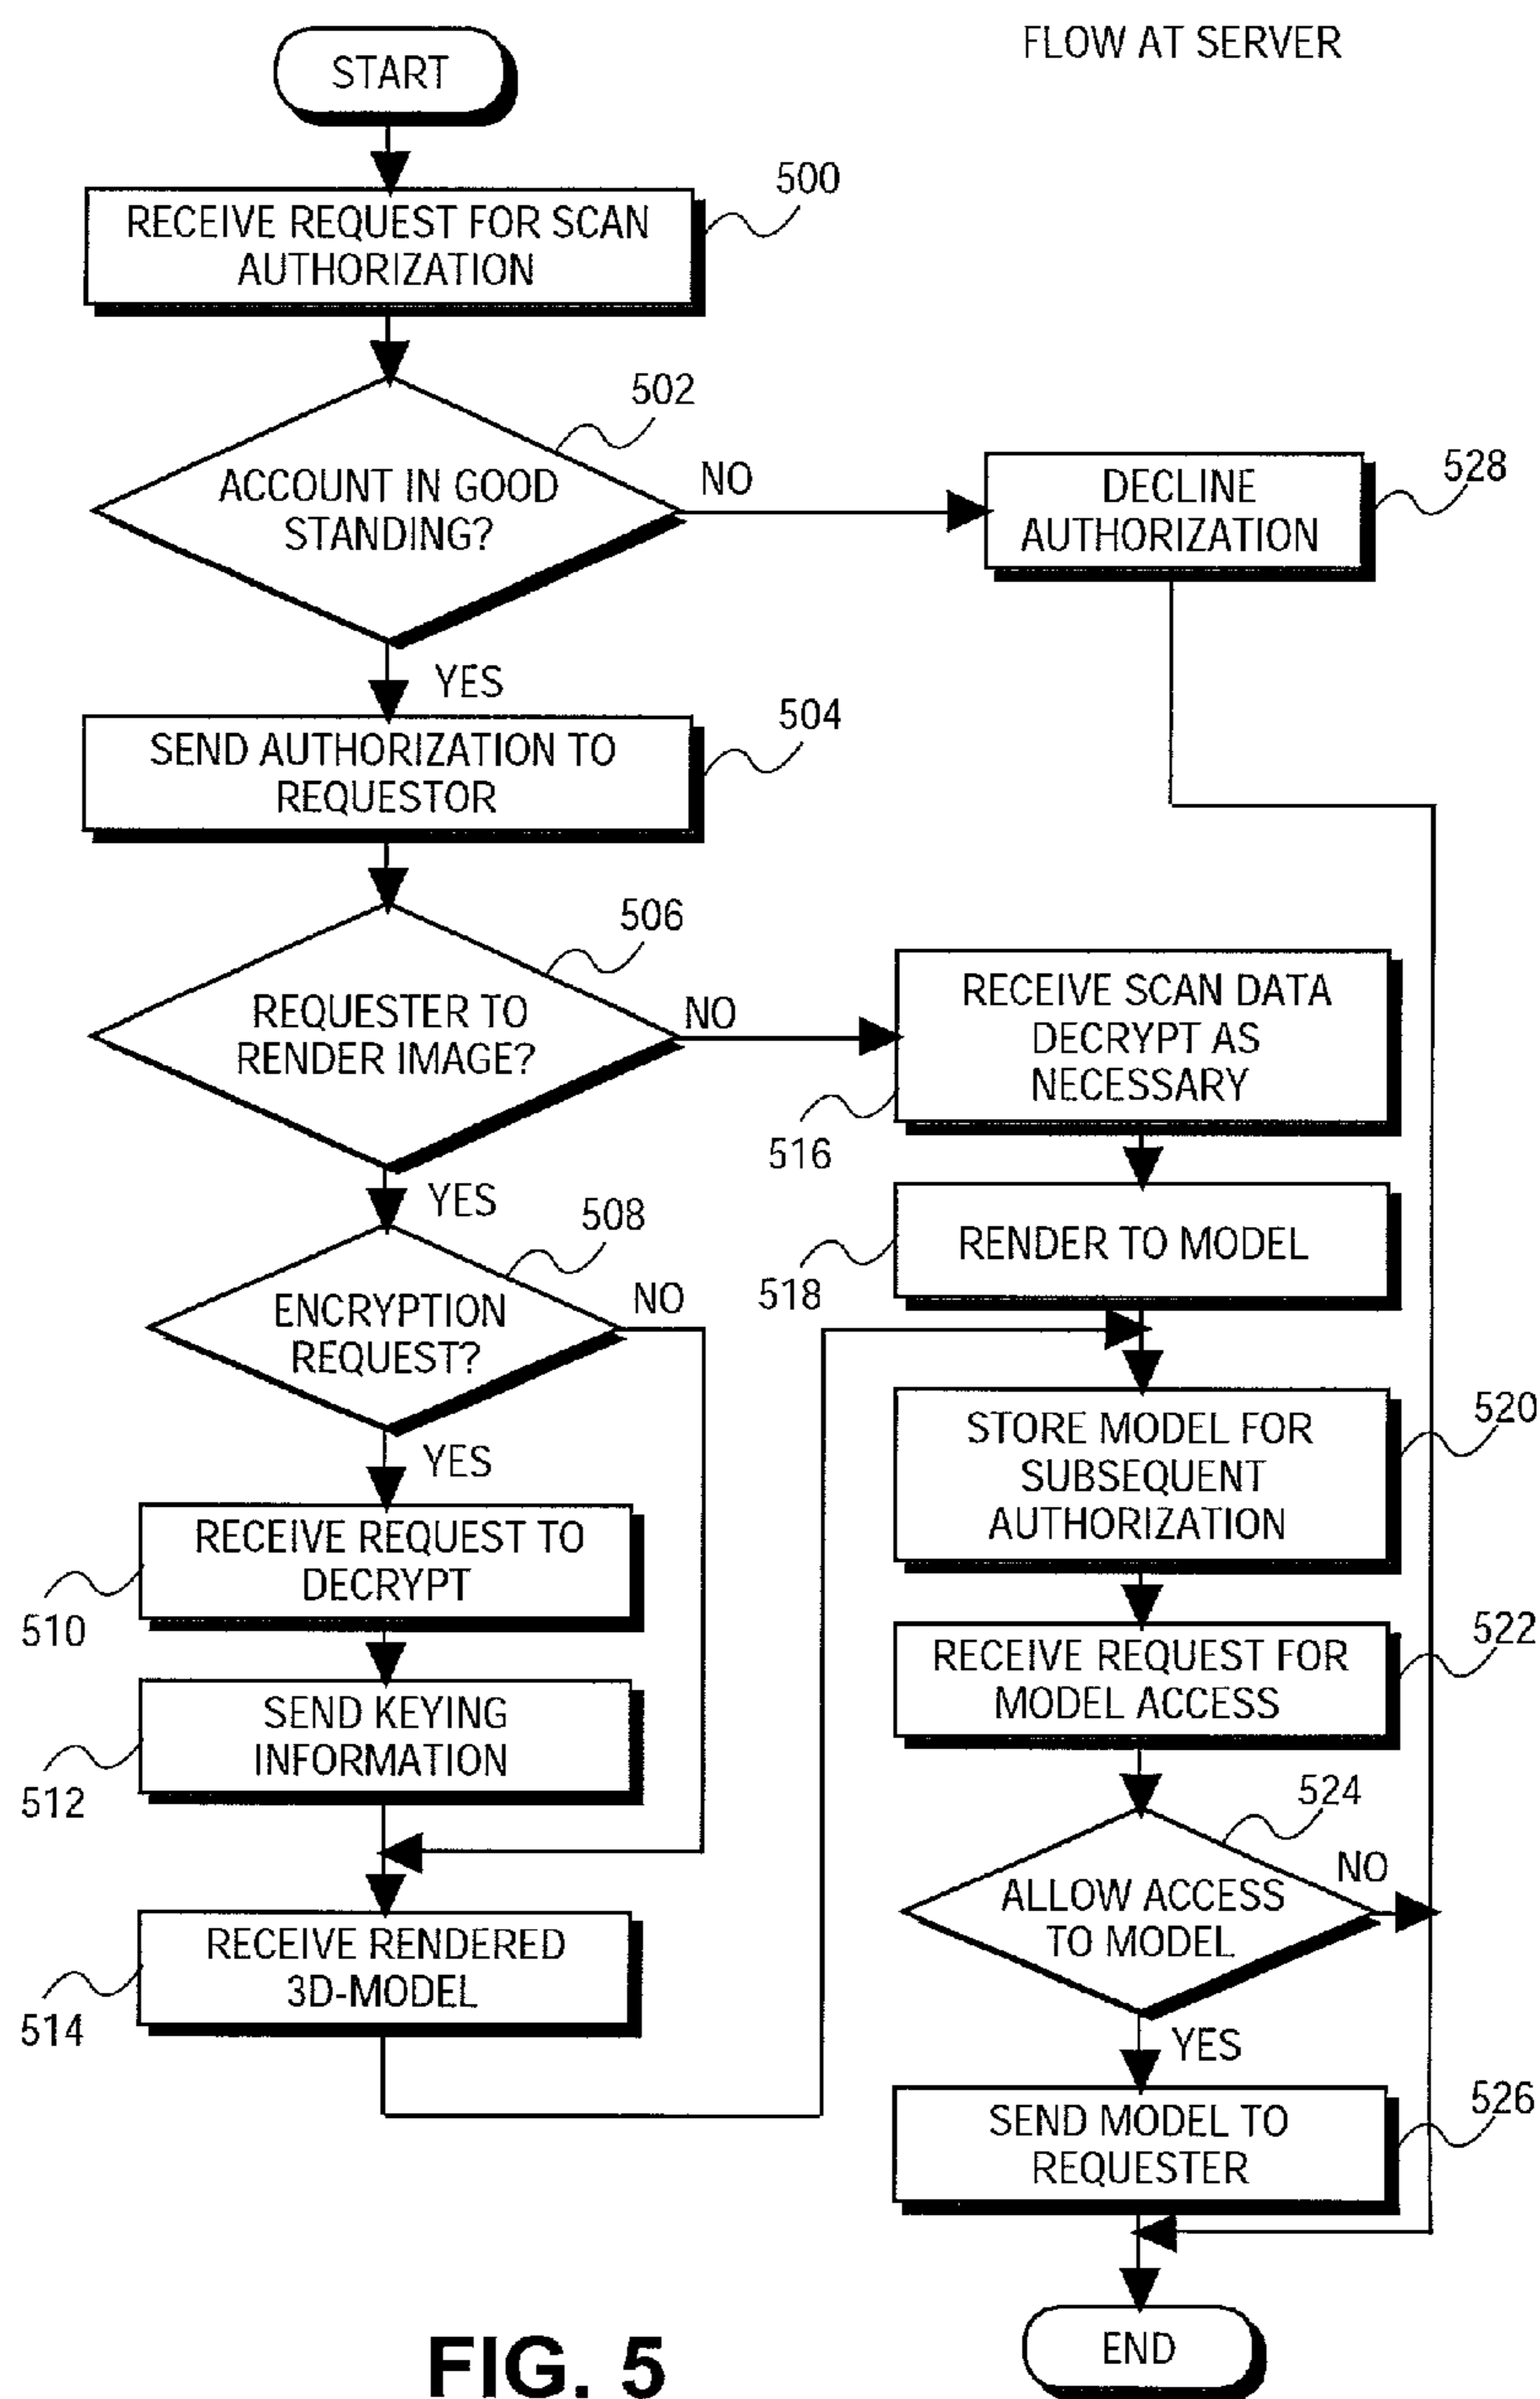 FLOW AT SERVER
START
500
RECEIVE REQUEST FOR SCAN
AUTHORIZATION
502
ACCOUNT IN GOOD
STANDING?
NO
528
DECLINE
AUTHORIZATION
YES
504
SEND AUTHORIZATION TO
REQUESTOR
506
REQUESTER TO
RENDER IMAGE?
NO
RECEIVE SCAN DATA
DECRYPT AS
NECESSARY
516
YES
508
ENCRYPTION
REQUEST?
NO
RENDER TO MODEL
518
YES
RECEIVE REQUEST TO
DECRYPT
510
SEND KEYING
INFORMATION
512
RECEIVE RENDERED
3D-MODEL
514
520
STORE MODEL FOR
SUBSEQUENT
AUTHORIZATION
522
RECEIVE REQUEST FOR
MODEL ACCESS
524
ALLOW ACCESS
TO MODEL
NO
YES
526
SEND MODEL TO
REQUESTER
END
FIG. 5